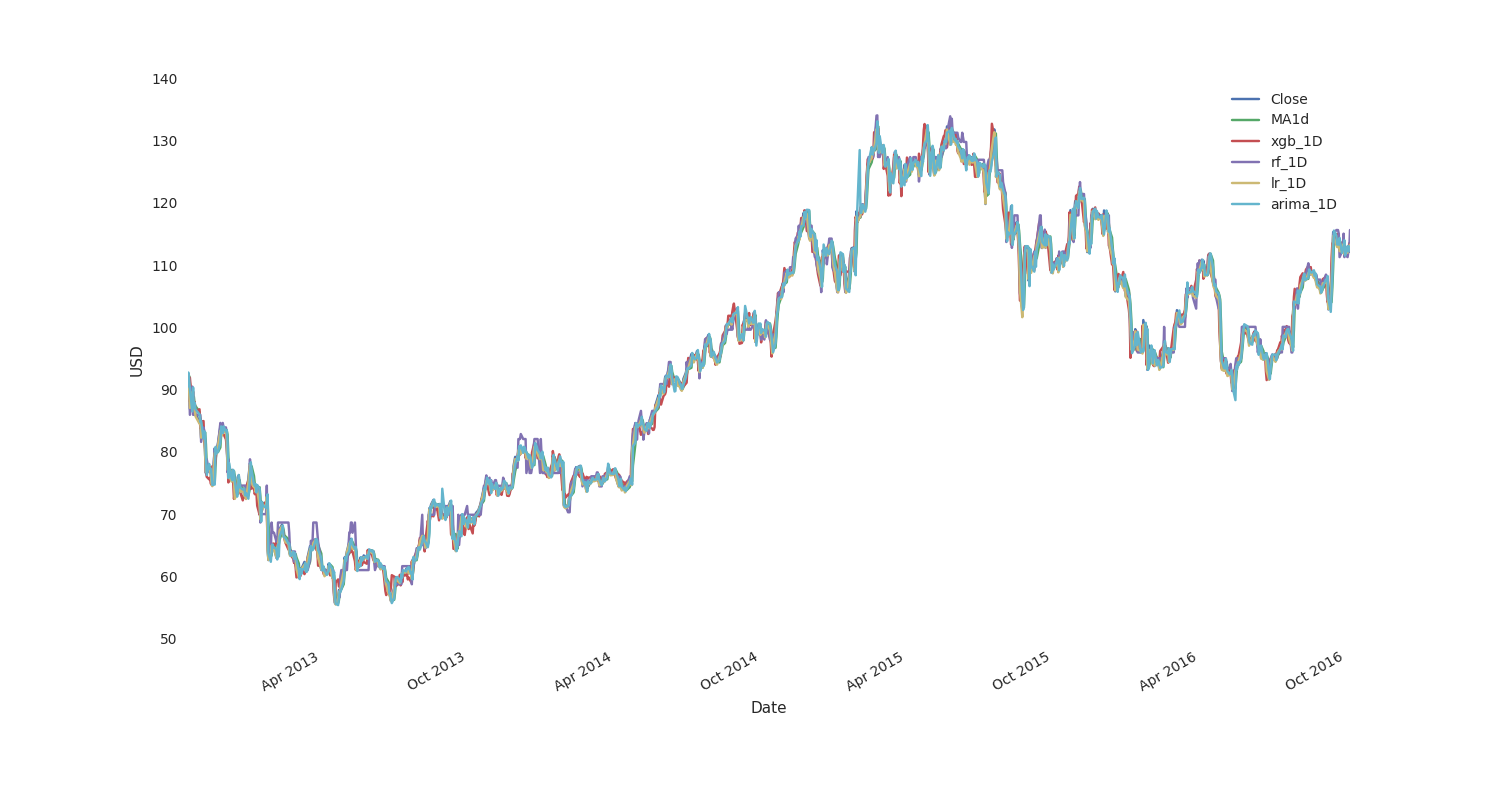 140
130
120
110
100
90
80
70
60
50
USD
Close
MA1d
xgb_1D
rf_1D
lr_1D
arima_1D
Apr 2013
Oct 2013
Apr 2014
Oct 2014
Apr 2015
Oct 2015
Apr 2016
Oct 2016
Date